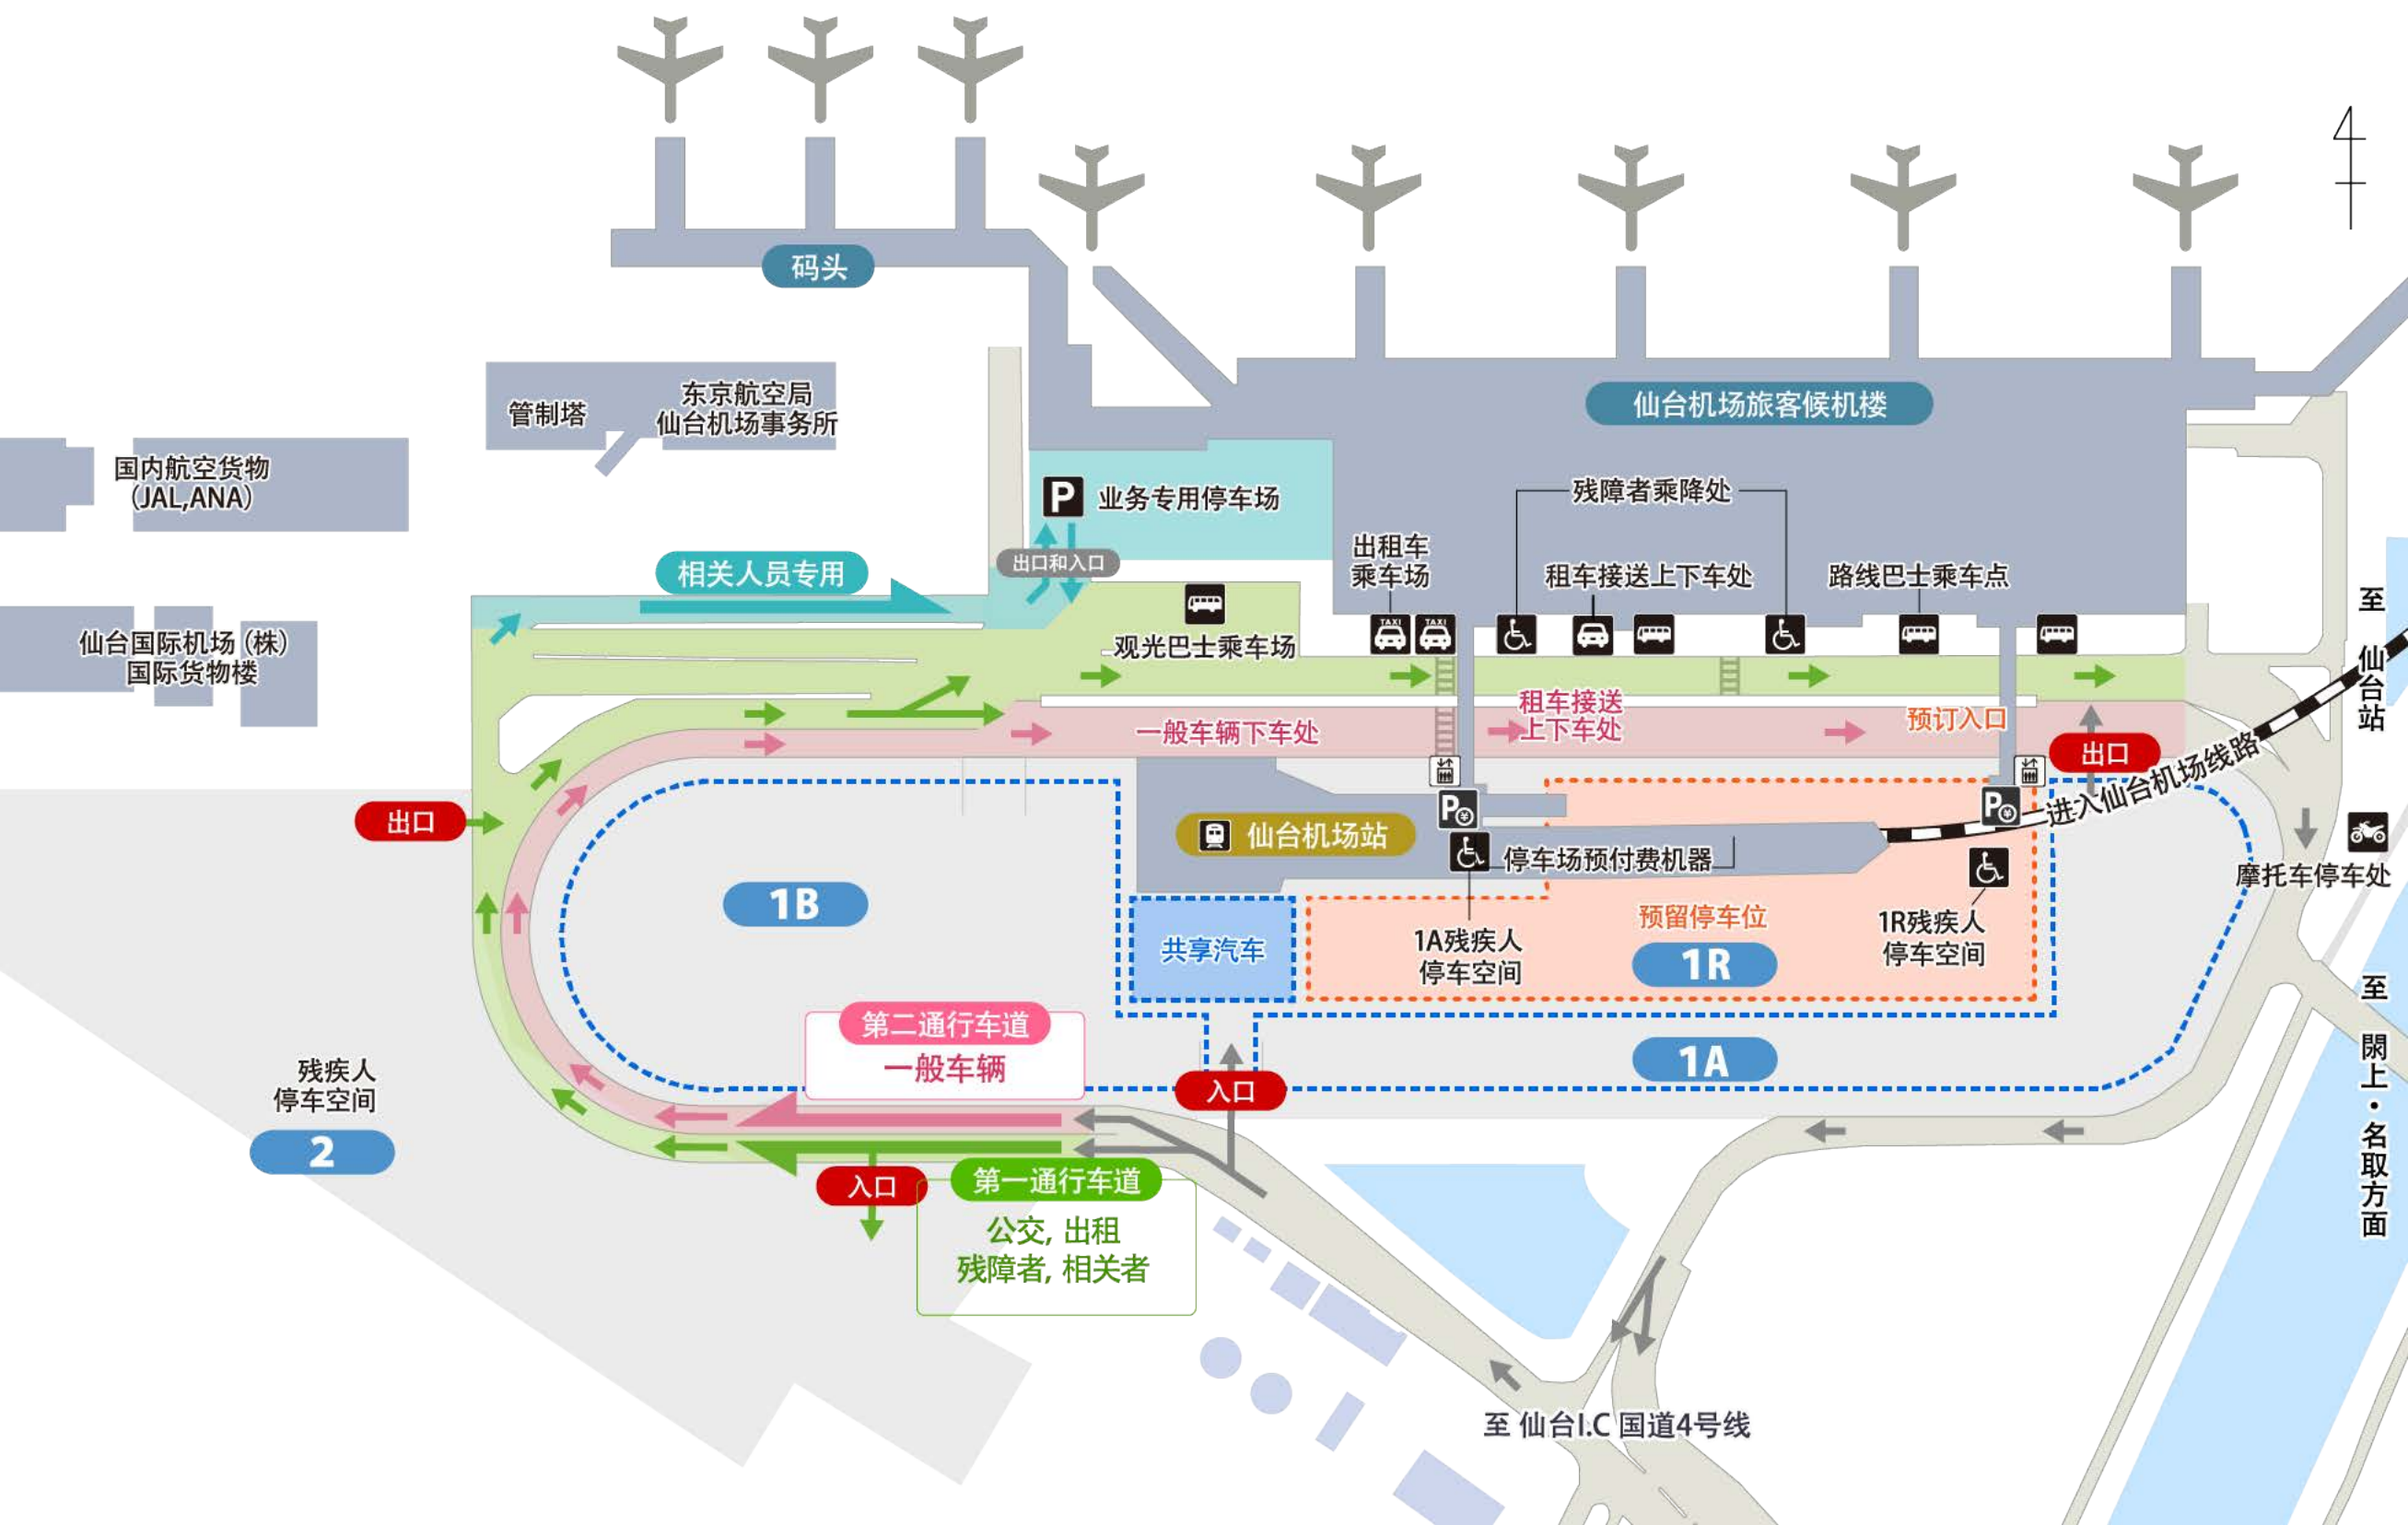 码头
仙台机场旅客候机楼
管制塔
东京航空局
仙台机场事务所
国内航空货物
(JAL,ANA)
P 业务专用停车场
残障者乘降处
出租车
乘车场
租车接送上下车处
路线巴士乘车点
出口和入口
相关人员专用
至 仙台站
TAXI
TAXI
观光巴士乘车场
仙台国际机场（株）
国际货物楼
租车接送
上下车处
一般车辆下车处
预订入口
出口
进入仙台机场线路
出口
P
P
仙台机场站
停车场预付费机器
摩托车停车处
1B
共享汽车
1A残疾人
停车空间
预留停车位
1R
1R残疾人
停车空间
至 閖上・名取方面
第二通行车道
一般车辆
1A
入口
残疾人
停车空间
2
入口
第一通行车道
公交, 出租
残障者, 相关者
至 仙台I.C 国道4号线